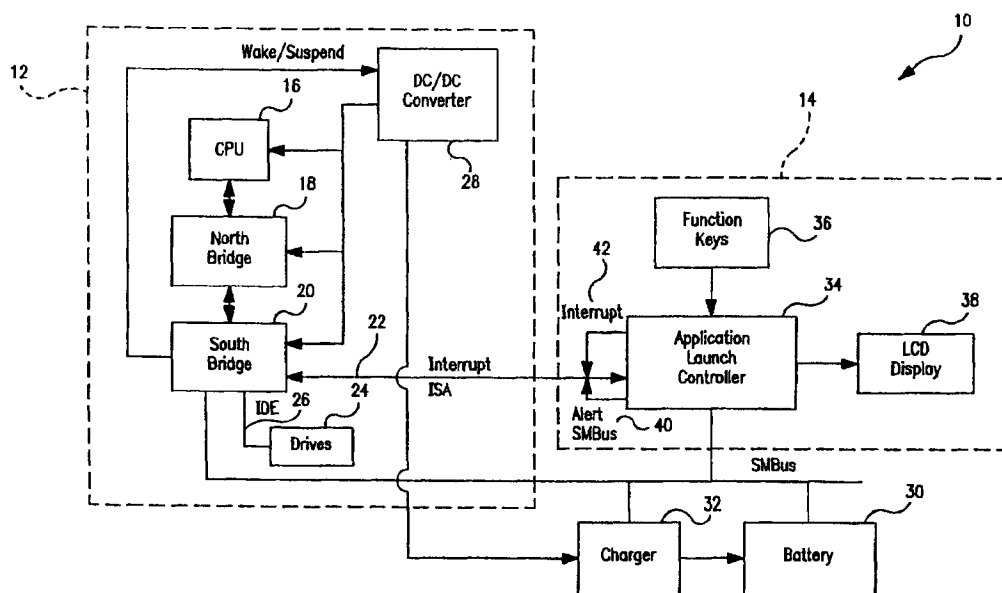 10
12
Wake/Suspend
DC/DC
Converter
28
16
CPU
14
18
North
Bridge
Function
Keys
36
42
20
South
Bridge
22
Interrupt
ISA
Interrupt
34
Application
Launch
Controller
38
LCD
Display
IDE
26
24
Drives
Alert
SMBus
40
SMBus
32
30
Charger
Battery